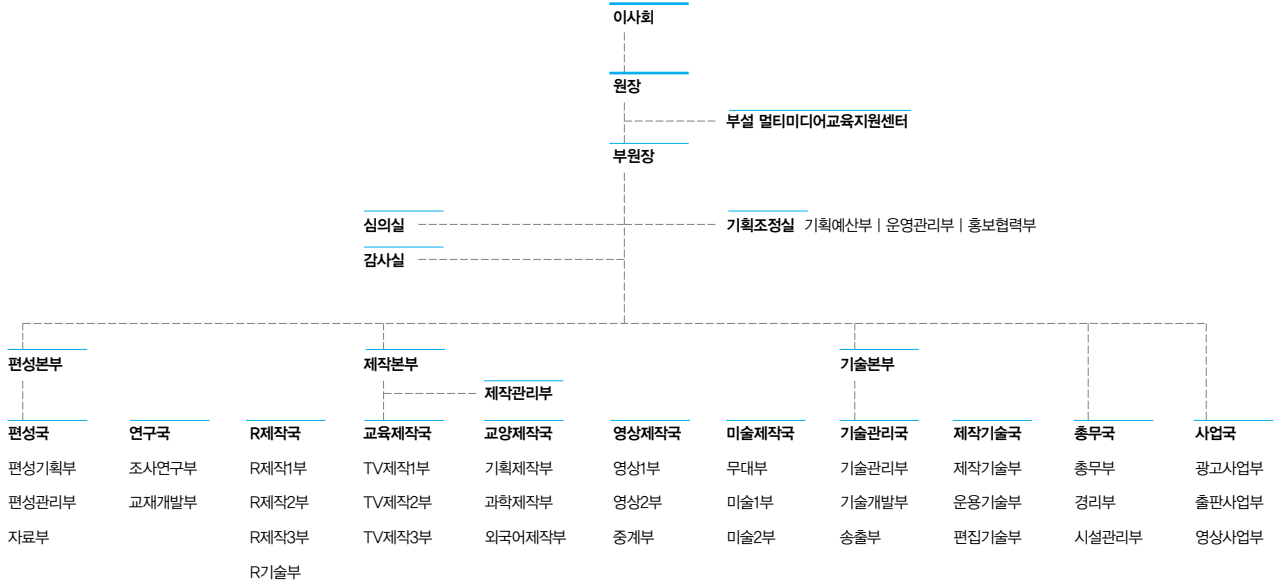 이사회
원장
부설 멀티미디어교육지원센터
부원장
심의실
기획조정실 기획예산부 | 운영관리부 | 홍보협력부
감사실
편성본부 제작본부 기술본부
제작관리부
편성국 연구국 R제작국 교육제작국 교양제작국 영상제작국 미술제작국 기술관리국 제작기술국 총무국 사업국
편성기획부 조사연구부 R제작1부 TV제작1부 기획제작부 영상1부 무대부 기술관리부 제작기술부 총무부 광고사업부
편성관리부 교재개발부 R제작2부 TV제작2부 과학제작부 영상2부 미술1부 기술개발부 운용기술부 경리부 출판사업부
자료부 R제작3부 TV제작3부 외국어제작부 중계부 미술2부 송출부 편집기술부 시설관리부 영상사업부
R기술부